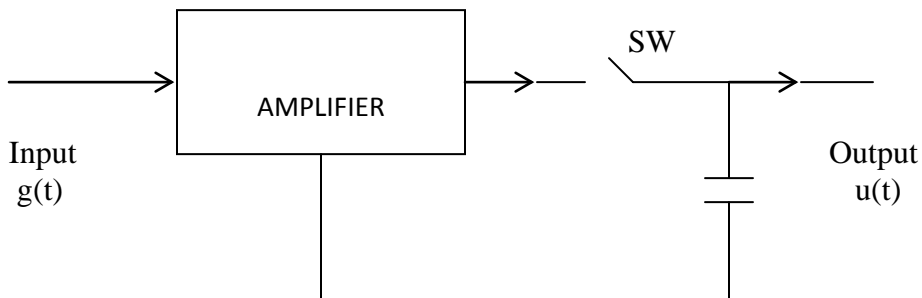 SW
AMPLIFIER
Input
g(t)
Output
u(t)